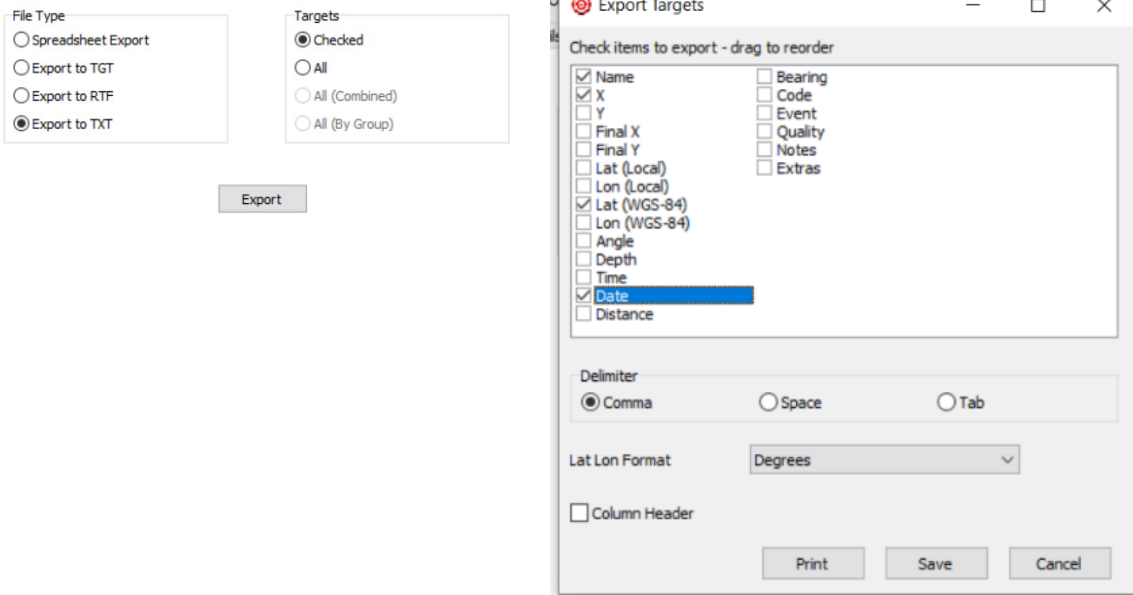 File Type
Spreadsheet Export
Export to TGT
Export to RTF
Export to TXT
Targets
Checked
All
All (Combined)
All (By Group)
Export
Export Targets
Check items to export - drag to reorder
Name
X
Y
Final X
Final Y
Lat (Local)
Lon (Local)
Lat (WGS-84)
Lon (WGS-84)
Angle
Depth
Time
Date
Distance
Bearing
Code
Event
Quality
Notes
Extras
Delimiter
Comma
Space
Tab
Lat Lon Format
Degrees
Column Header
Print
Save
Cancel